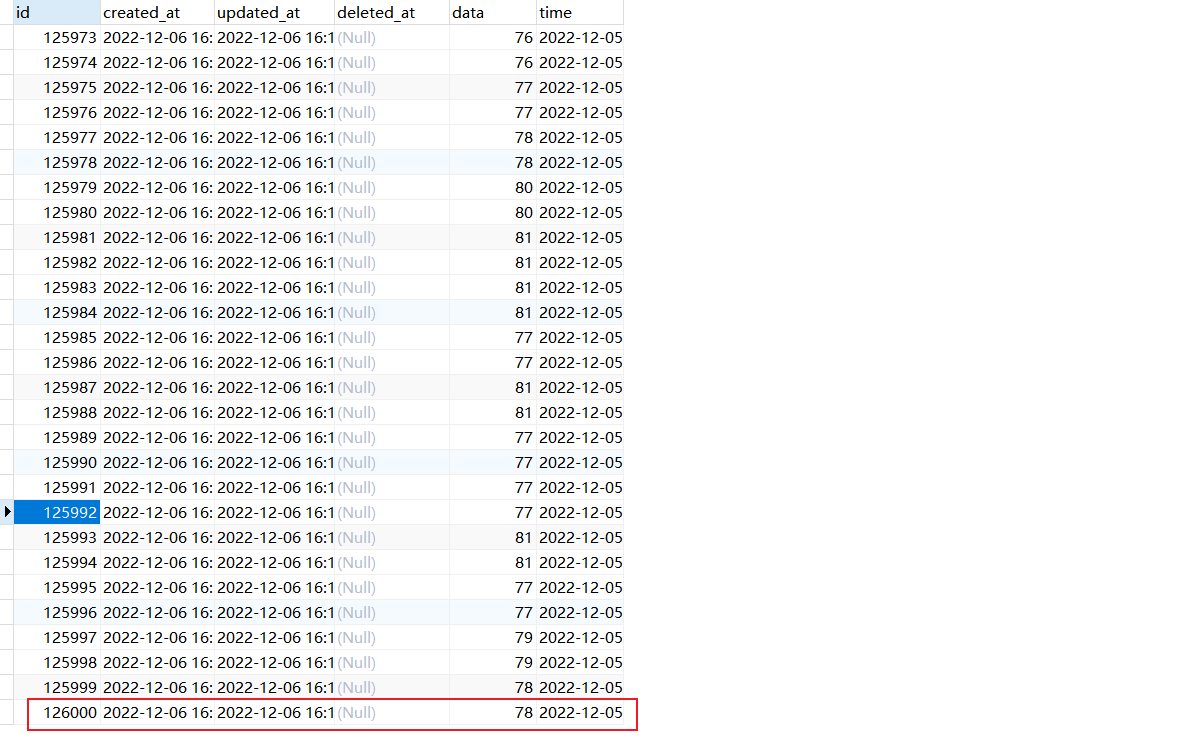 id created_at updated_at deleted_at data time
125973 2022-12-06 16: 2022-12-06 16:1 (Null) 76 2022-12-05
125974 2022-12-06 16: 2022-12-06 16:1 (Null) 76 2022-12-05
125975 2022-12-06 16: 2022-12-06 16:1 (Null) 77 2022-12-05
125976 2022-12-06 16: 2022-12-06 16:1 (Null) 77 2022-12-05
125977 2022-12-06 16: 2022-12-06 16:1 (Null) 78 2022-12-05
125978 2022-12-06 16: 2022-12-06 16:1 (Null) 78 2022-12-05
125979 2022-12-06 16: 2022-12-06 16:1 (Null) 80 2022-12-05
125980 2022-12-06 16: 2022-12-06 16:1 (Null) 80 2022-12-05
125981 2022-12-06 16: 2022-12-06 16:1 (Null) 81 2022-12-05
125982 2022-12-06 16: 2022-12-06 16:1 (Null) 81 2022-12-05
125983 2022-12-06 16: 2022-12-06 16:1 (Null) 81 2022-12-05
125984 2022-12-06 16: 2022-12-06 16:1 (Null) 81 2022-12-05
125985 2022-12-06 16: 2022-12-06 16:1 (Null) 77 2022-12-05
125986 2022-12-06 16: 2022-12-06 16:1 (Null) 77 2022-12-05
125987 2022-12-06 16: 2022-12-06 16:1 (Null) 81 2022-12-05
125988 2022-12-06 16: 2022-12-06 16:1 (Null) 81 2022-12-05
125989 2022-12-06 16: 2022-12-06 16:1 (Null) 77 2022-12-05
125990 2022-12-06 16: 2022-12-06 16:1 (Null) 77 2022-12-05
125991 2022-12-06 16: 2022-12-06 16:1 (Null) 77 2022-12-05
125992 2022-12-06 16: 2022-12-06 16:1 (Null) 77 2022-12-05
125993 2022-12-06 16: 2022-12-06 16:1 (Null) 81 2022-12-05
125994 2022-12-06 16: 2022-12-06 16:1 (Null) 81 2022-12-05
125995 2022-12-06 16: 2022-12-06 16:1 (Null) 77 2022-12-05
125996 2022-12-06 16: 2022-12-06 16:1 (Null) 77 2022-12-05
125997 2022-12-06 16: 2022-12-06 16:1 (Null) 79 2022-12-05
125998 2022-12-06 16: 2022-12-06 16:1 (Null) 79 2022-12-05
125999 2022-12-06 16: 2022-12-06 16:1 (Null) 78 2022-12-05
126000 2022-12-06 16: 2022-12-06 16:1 (Null) 78 2022-12-05